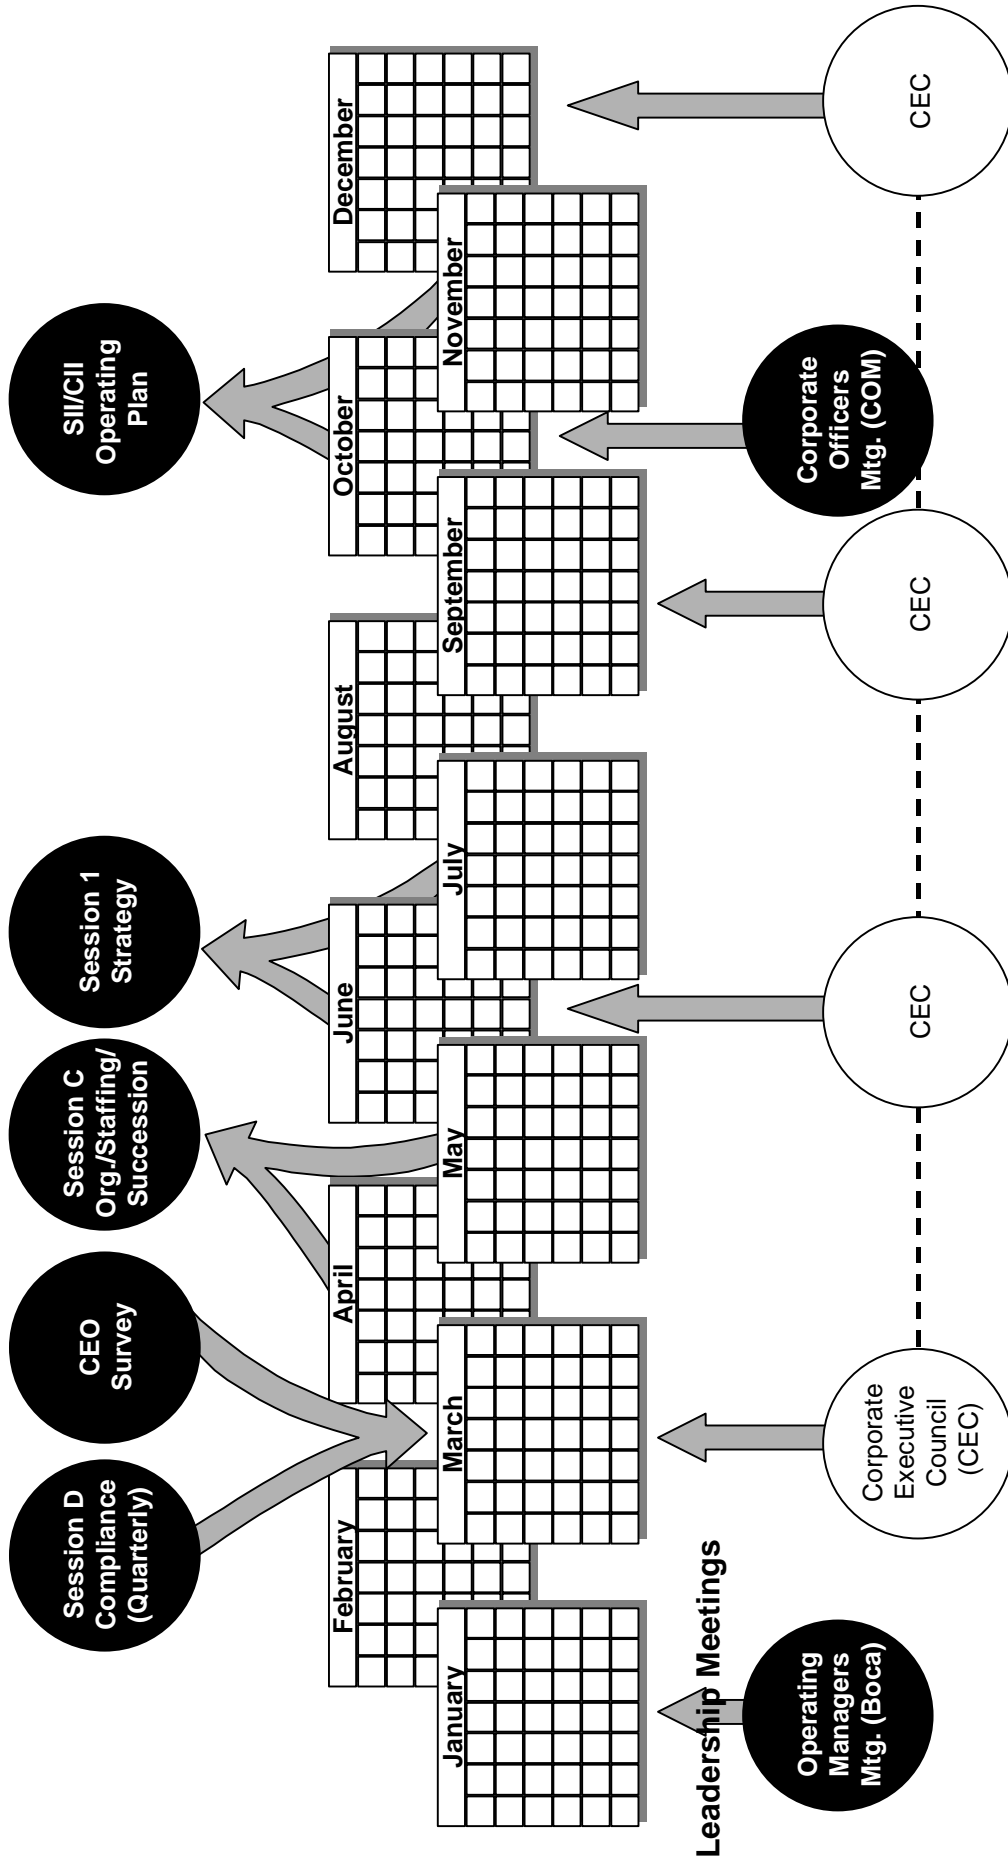 Session D
Compliance
(Quarterly)
CEO
Survey
Session C
Org./Staffing/
Succession
Session 1
Strategy
SII/CII
Operating
Plan
February
April
June
August
October
December
January
March
May
July
September
November
Leadership Meetings
Operating
Managers
Mtg. (Boca)
Corporate
Executive
Council
(CEC)
CEC
CEC
Corporate
Officers
Mtg. (COM)
CEC